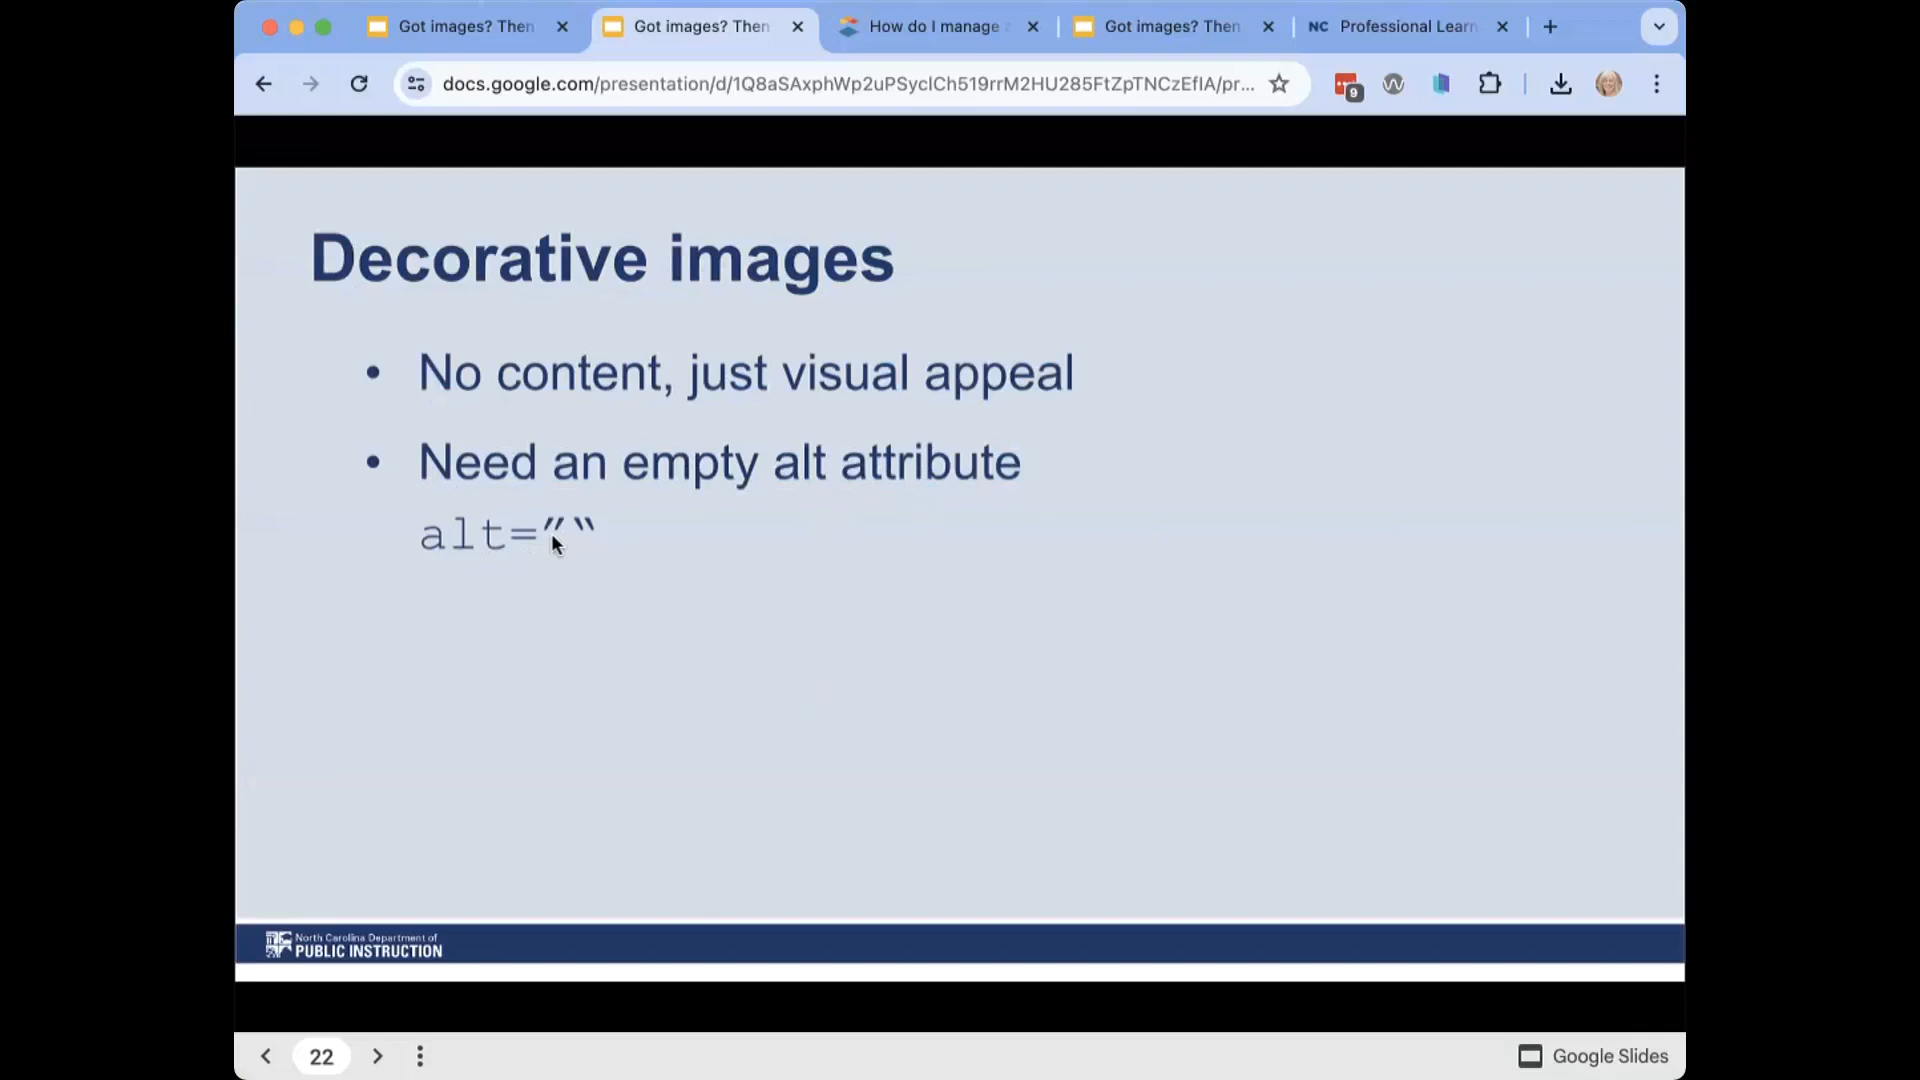 Got images? Then
Got images? Then
How do I manage
Got images? Then
NC Professional Learn
docs.google.com/presentation/d/1Q8aSAxphWp2uPSyclCh519rrM2HU285FtZpTNCzEfIA/pr...
9
Decorative images
• No content, just visual appeal
• Need an empty alt attribute
alt=”“
North Carolina Department of
PUBLIC INSTRUCTION
22
Google Slides